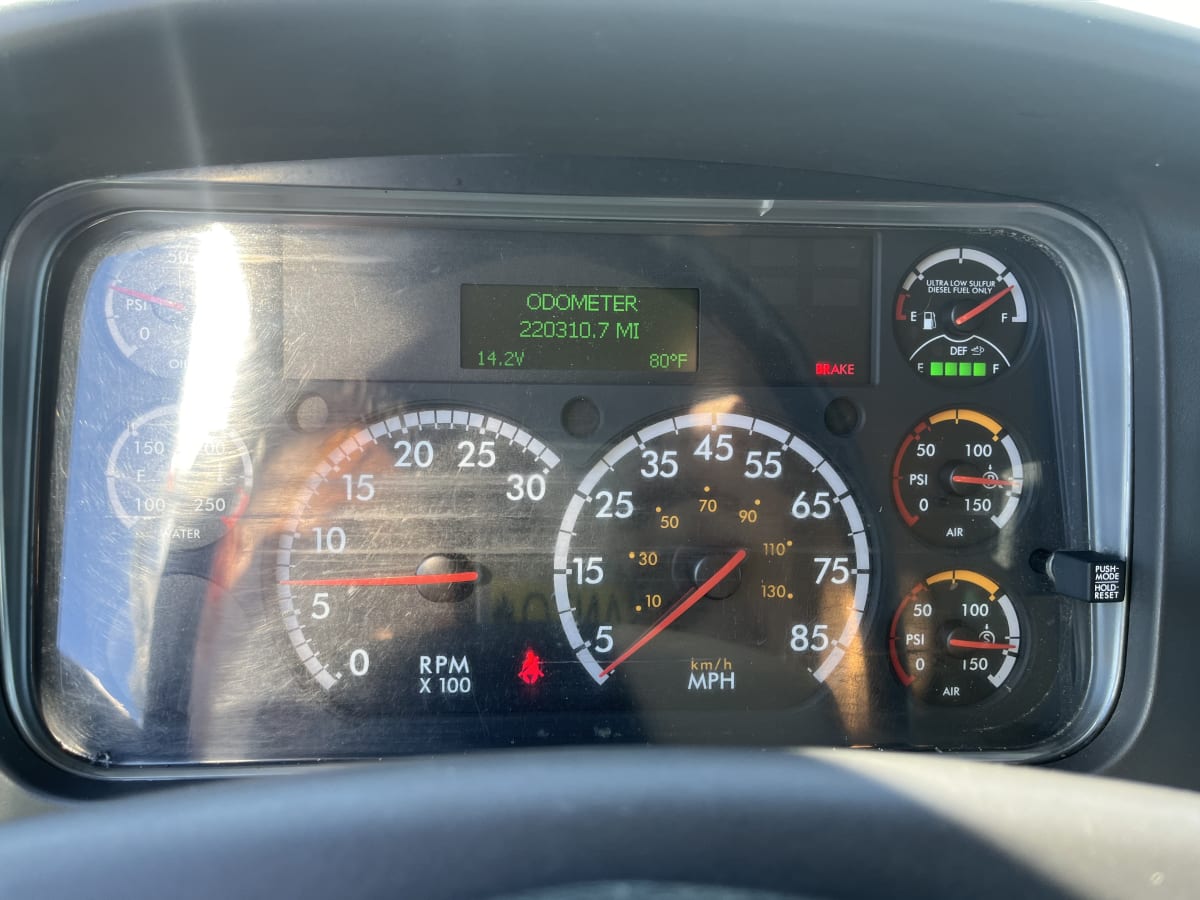 ODOMETER
220310.7 MI
14.2V 80°F
BRAKE
50
PSI
0
150
F
100 250
WATER
0
5
10
15
20 25
30
RPM
X 100
5
15
25
35
45
55
65
75
85
10
30
50
70
90
110
130
km/h
MPH
ULTRA LOW SULFUR
DIESEL FUEL ONLY
E F
DEF
E F
50 100
PSI
0 150
AIR
50 100
PSI
0 150
AIR
PUSH-
MODE
HOLD-
RESET